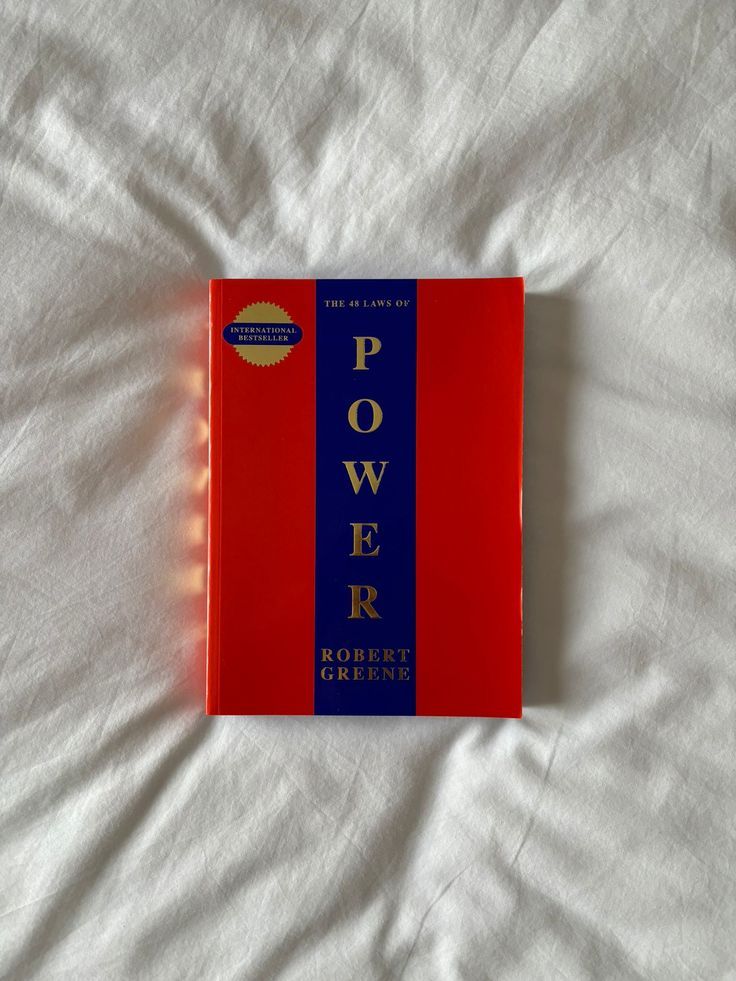 THE 48 LAWS OF
INTERNATIONAL
BESTSELLER
P
O
W
E
R
ROBERT
GREENE